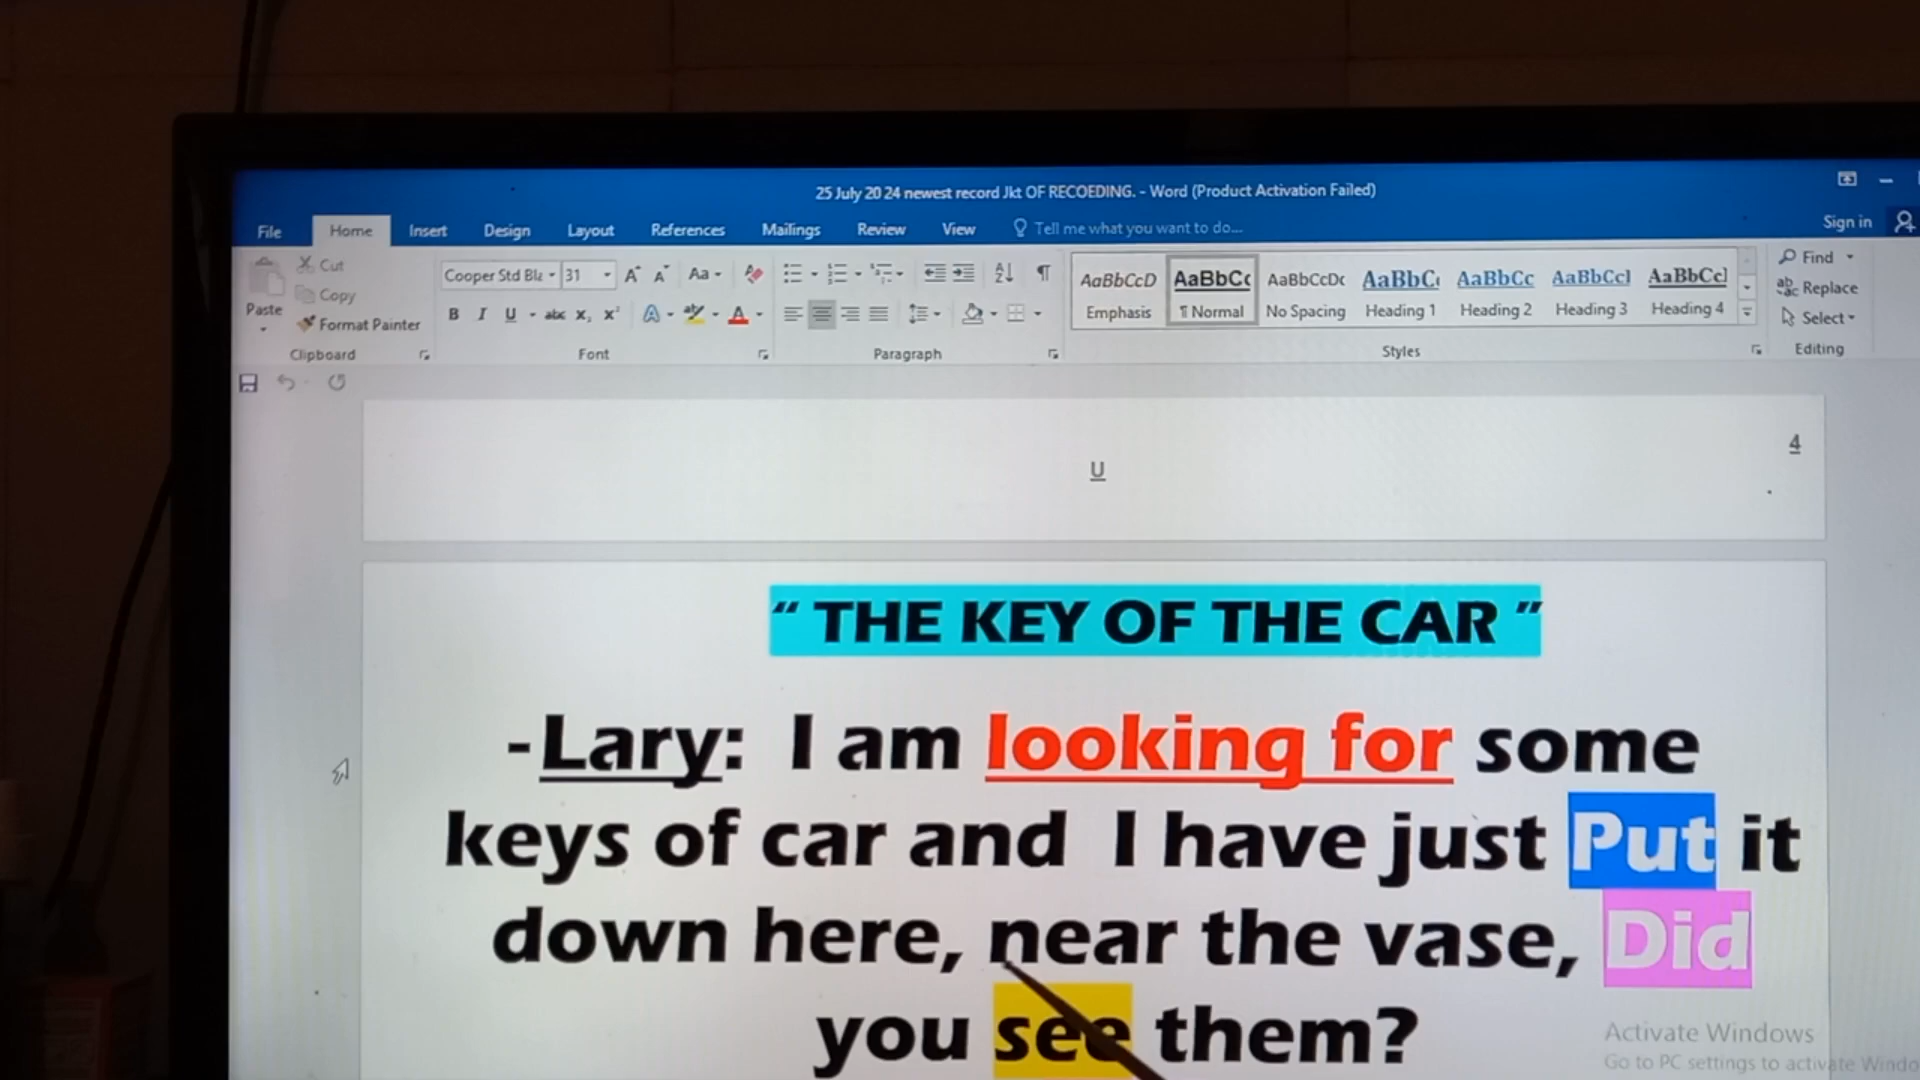 25 July 20 24 newest record Jkt OF RECOEDING. - Word (Product Activation Failed)
File Home Insert Design Layout References Mailings Review View Tell me what you want to do... Sign in
Cut
Copy
Format Painter
Paste
Clipboard
Cooper Std Bla 31
Font
Paragraph
AaBbCcD AaBbCc AaBbCcDc AaBbC AaBbCc AaBbCcI AaBbCcI
Emphasis ¶ Normal No Spacing Heading 1 Heading 2 Heading 3 Heading 4
Styles
Find
Replace
Select
Editing
4
U
“ THE KEY OF THE CAR ”
-Lary: I am looking for some
keys of car and I have just Put it
down here, near the vase, Did
you see them?
Activate Windows
Go to PC settings to activate Windo